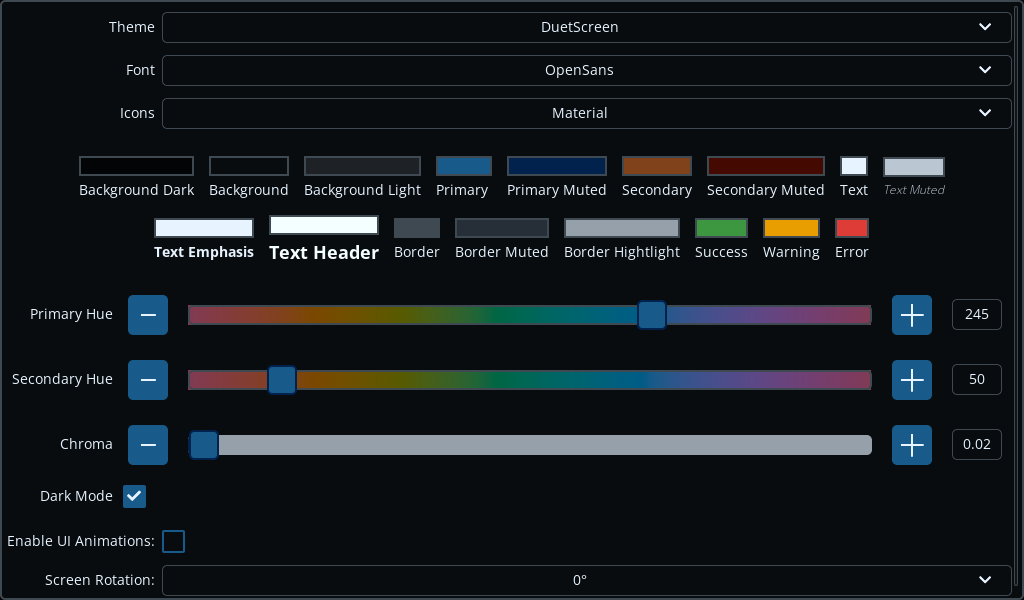 Theme DuetScreen
Font OpenSans
Icons Material
Background Dark Background Background Light Primary Primary Muted Secondary Secondary Muted Text Text Muted
Text Emphasis Text Header Border Border Muted Border Hightlight Success Warning Error
Primary Hue 245
Secondary Hue 50
Chroma 0.02
Dark Mode
Enable UI Animations:
Screen Rotation: 0°